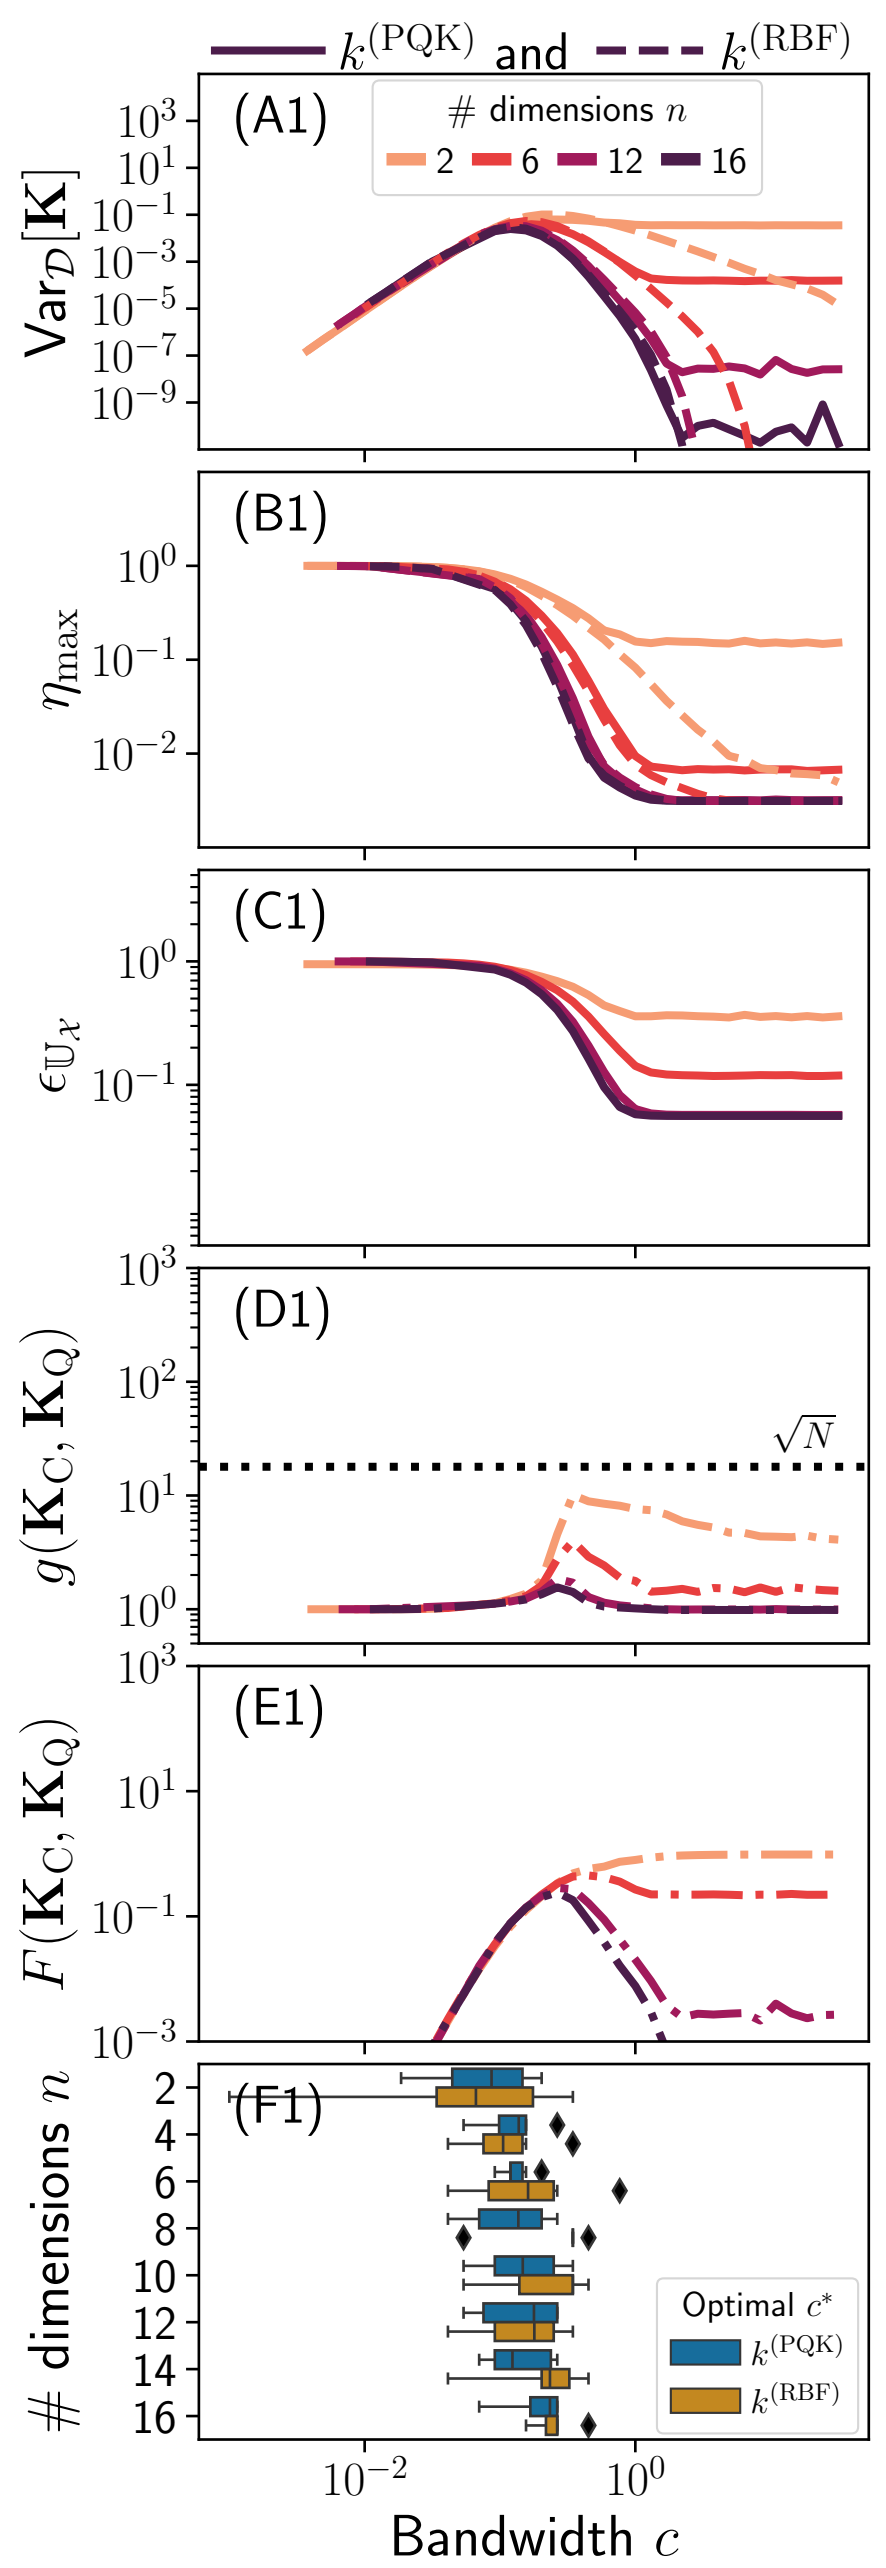 k^(PQK) and k^(RBF)
(A1)
# dimensions n
2 6 12 16
10^3
10^1
10^−1
10^−3
10^−5
10^−7
10^−9
Var_𝒟[𝐊]
(B1)
10^0
10^−1
10^−2
η_max
(C1)
10^0
10^−1
ϵ_𝕌_𝒳
(D1)
10^3
10^2
10^1
10^0
√N
g(𝐊_C, 𝐊_Q)
(E1)
10^3
10^1
10^−1
10^−3
F(𝐊_C, 𝐊_Q)
(F1)
2
4
6
8
10
12
14
16
# dimensions n
Optimal c*
k^(PQK)
k^(RBF)
10^−2 10^0
Bandwidth c